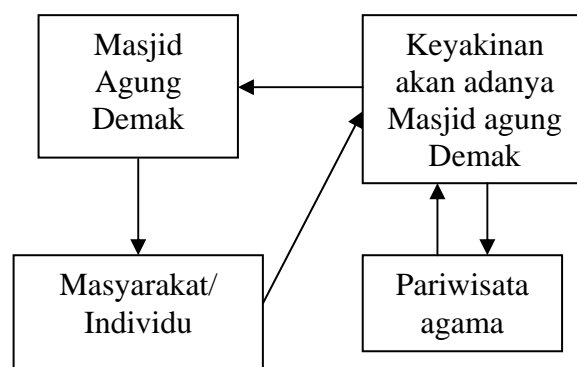 Masjid
Agung
Demak
Keyakinan
akan adanya
Masjid agung
Demak
Masyarakat/
Individu
Pariwisata
agama